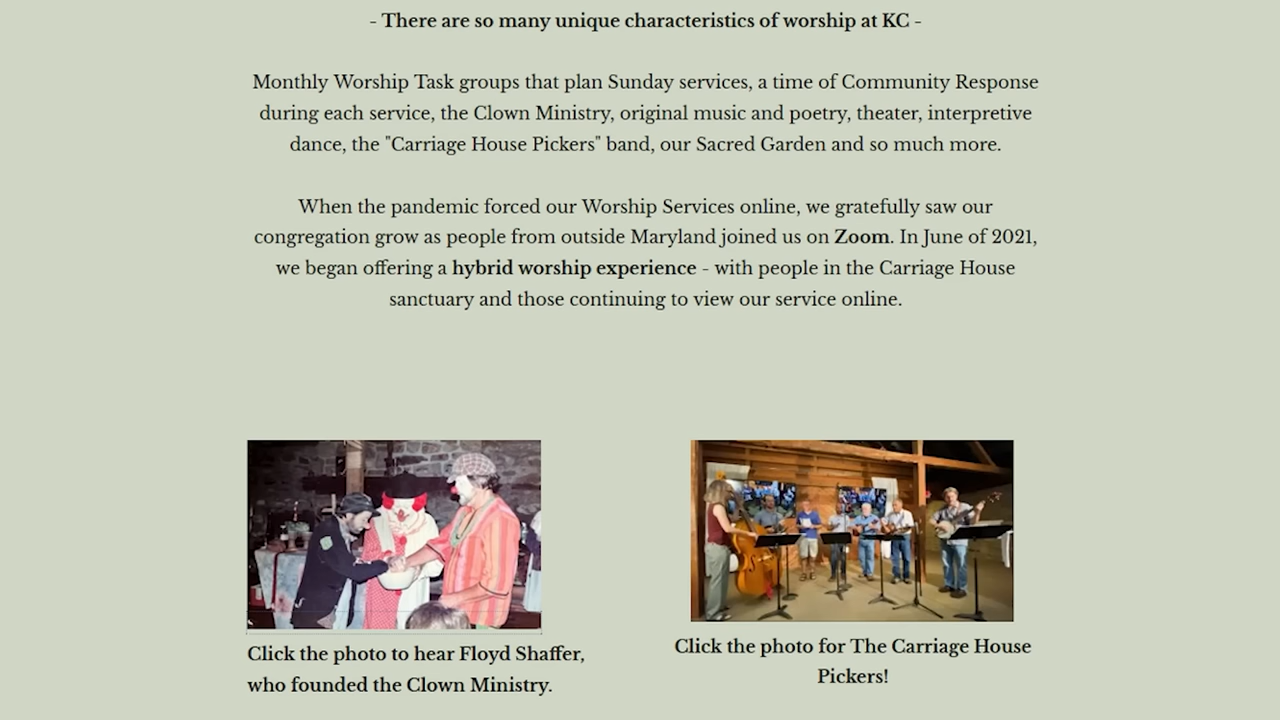 - There are so many unique characteristics of worship at KC -
Monthly Worship Task groups that plan Sunday services, a time of Community Response
during each service, the Clown Ministry, original music and poetry, theater, interpretive
dance, the "Carriage House Pickers" band, our Sacred Garden and so much more.
When the pandemic forced our Worship Services online, we gratefully saw our
congregation grow as people from outside Maryland joined us on Zoom. In June of 2021,
we began offering a hybrid worship experience - with people in the Carriage House
sanctuary and those continuing to view our service online.
Click the photo to hear Floyd Shaffer,
who founded the Clown Ministry.
Click the photo for The Carriage House
Pickers!